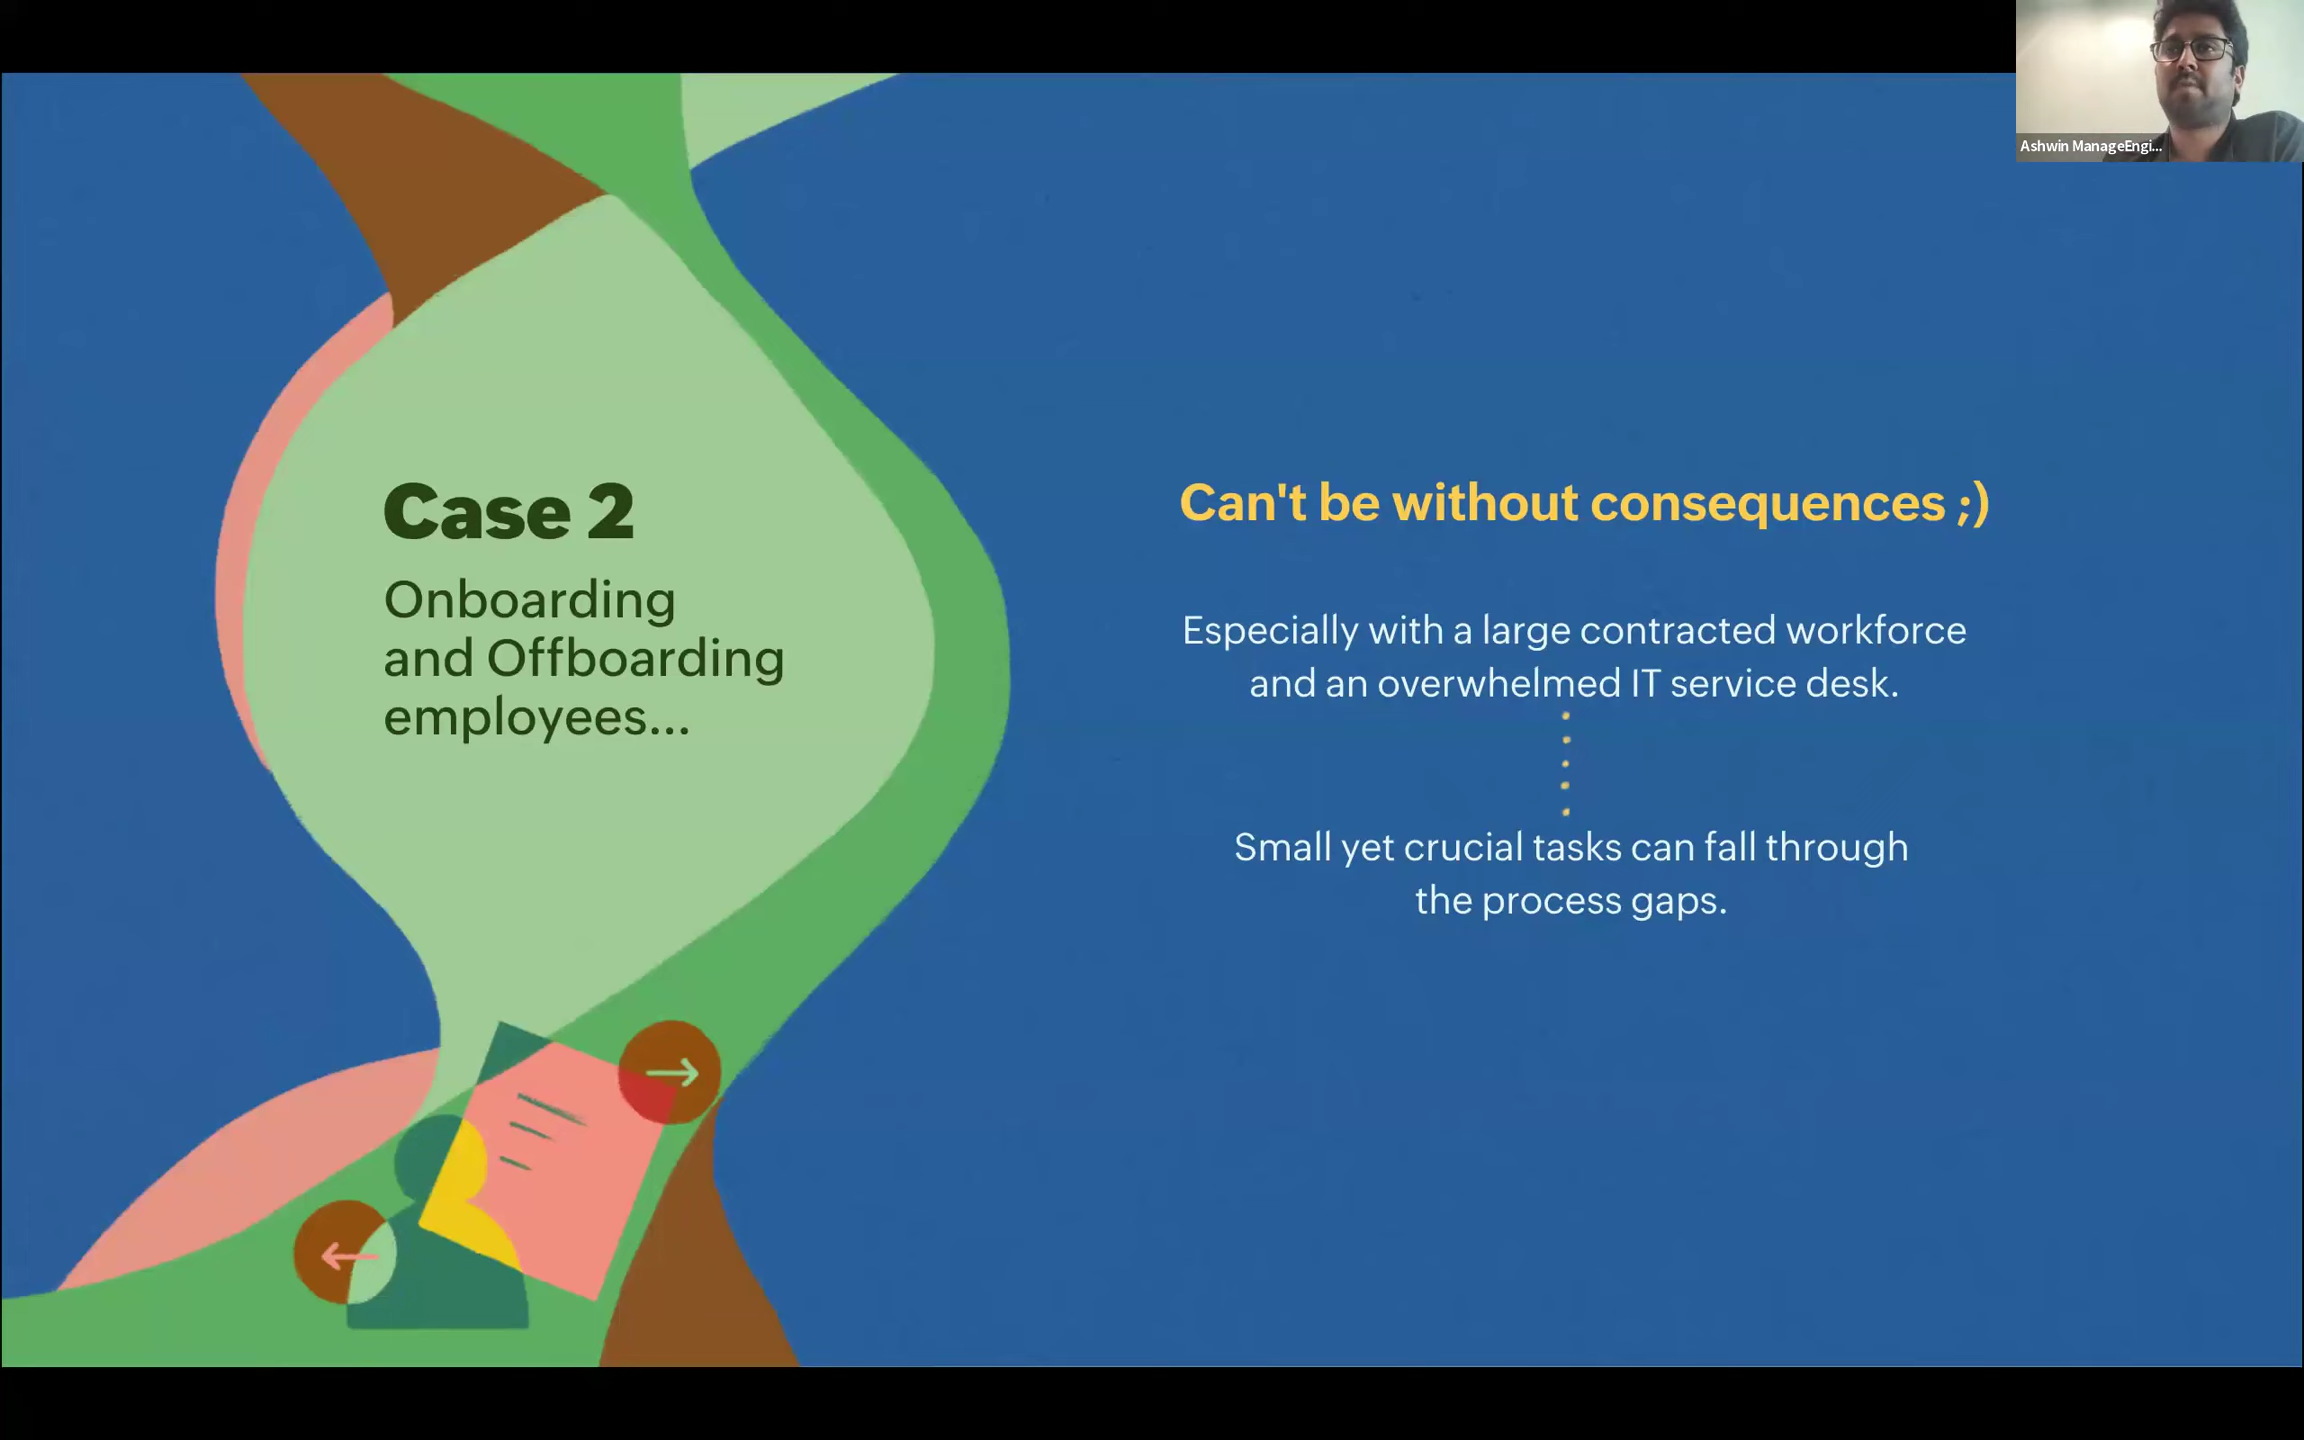 Ashwin ManageEngi...
Case 2
Onboarding
and Offboarding
employees...
Can't be without consequences ;)
Especially with a large contracted workforce
and an overwhelmed IT service desk.
Small yet crucial tasks can fall through
the process gaps.